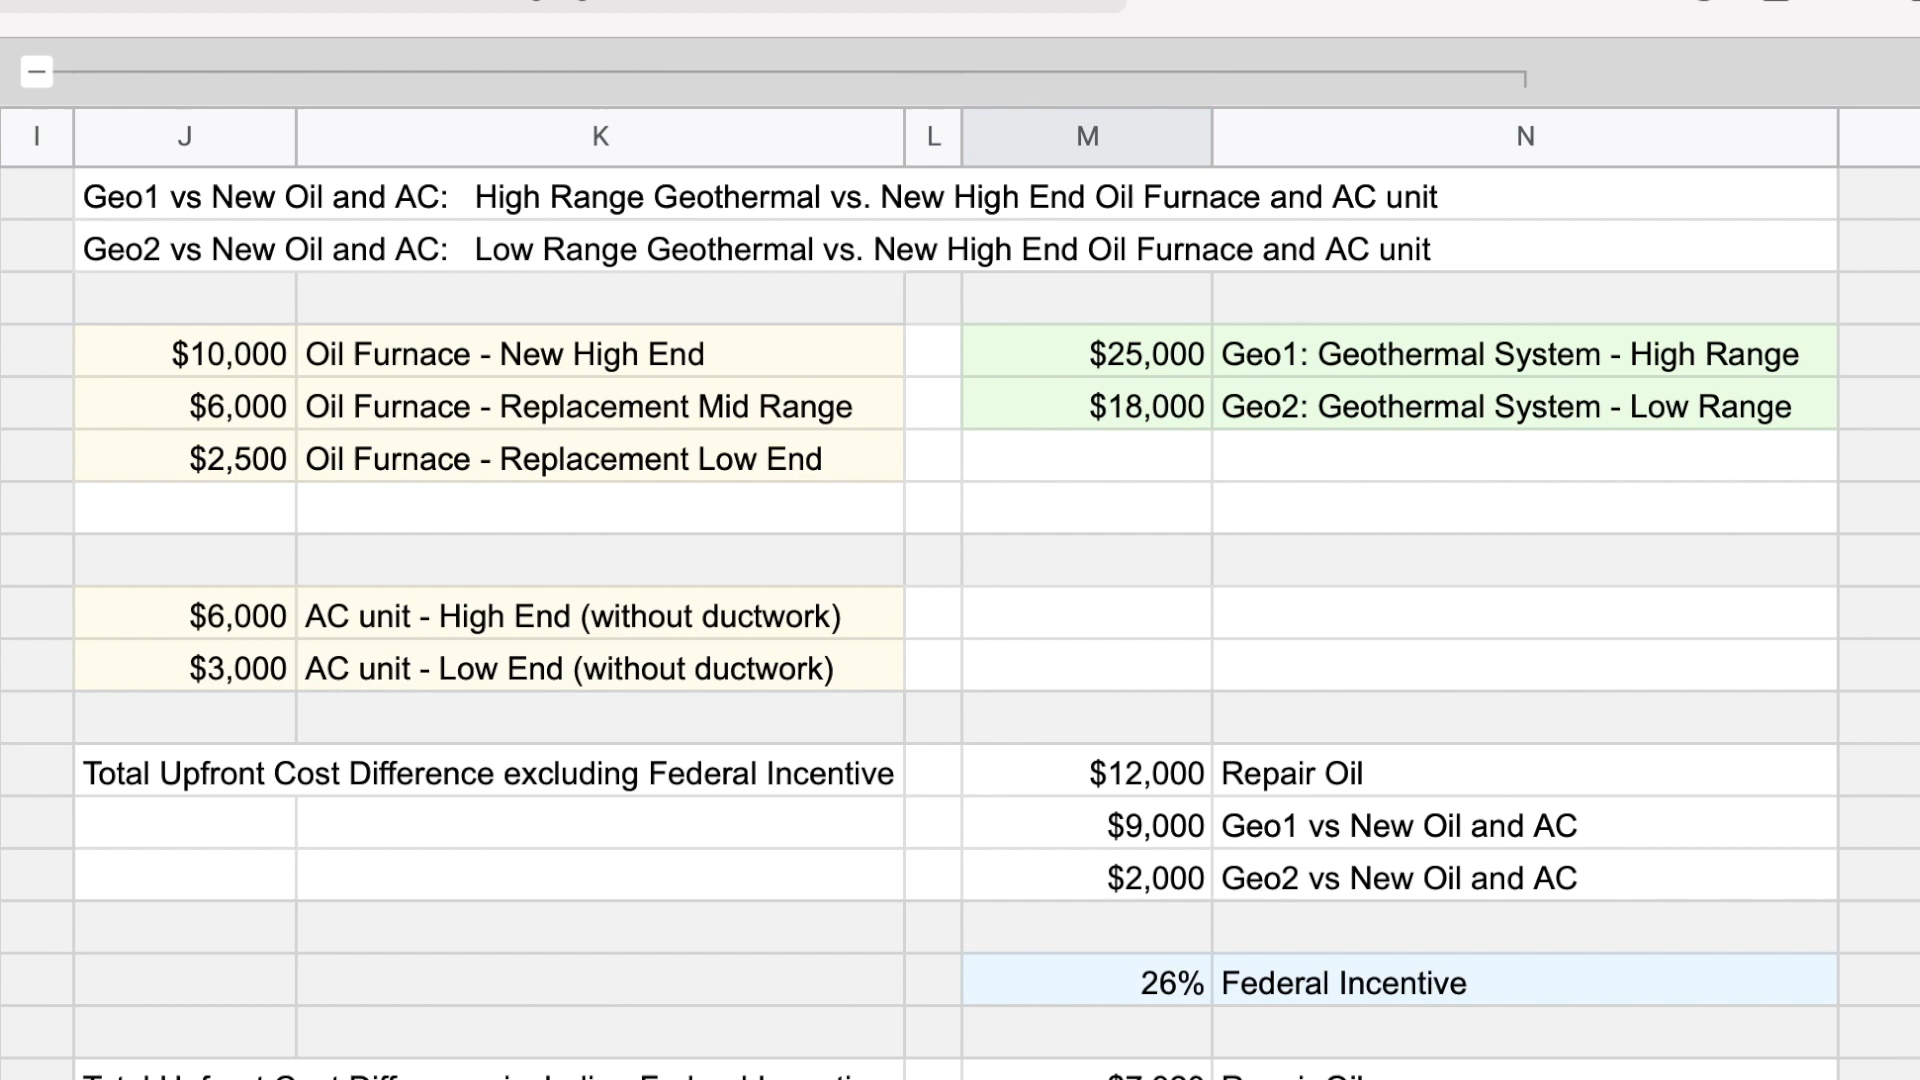 I J K L M N
Geo1 vs New Oil and AC: High Range Geothermal vs. New High End Oil Furnace and AC unit
Geo2 vs New Oil and AC: Low Range Geothermal vs. New High End Oil Furnace and AC unit
$10,000 Oil Furnace - New High End $25,000 Geo1: Geothermal System - High Range
$6,000 Oil Furnace - Replacement Mid Range $18,000 Geo2: Geothermal System - Low Range
$2,500 Oil Furnace - Replacement Low End
$6,000 AC unit - High End (without ductwork)
$3,000 AC unit - Low End (without ductwork)
Total Upfront Cost Difference excluding Federal Incentive $12,000 Repair Oil
$9,000 Geo1 vs New Oil and AC
$2,000 Geo2 vs New Oil and AC
26% Federal Incentive